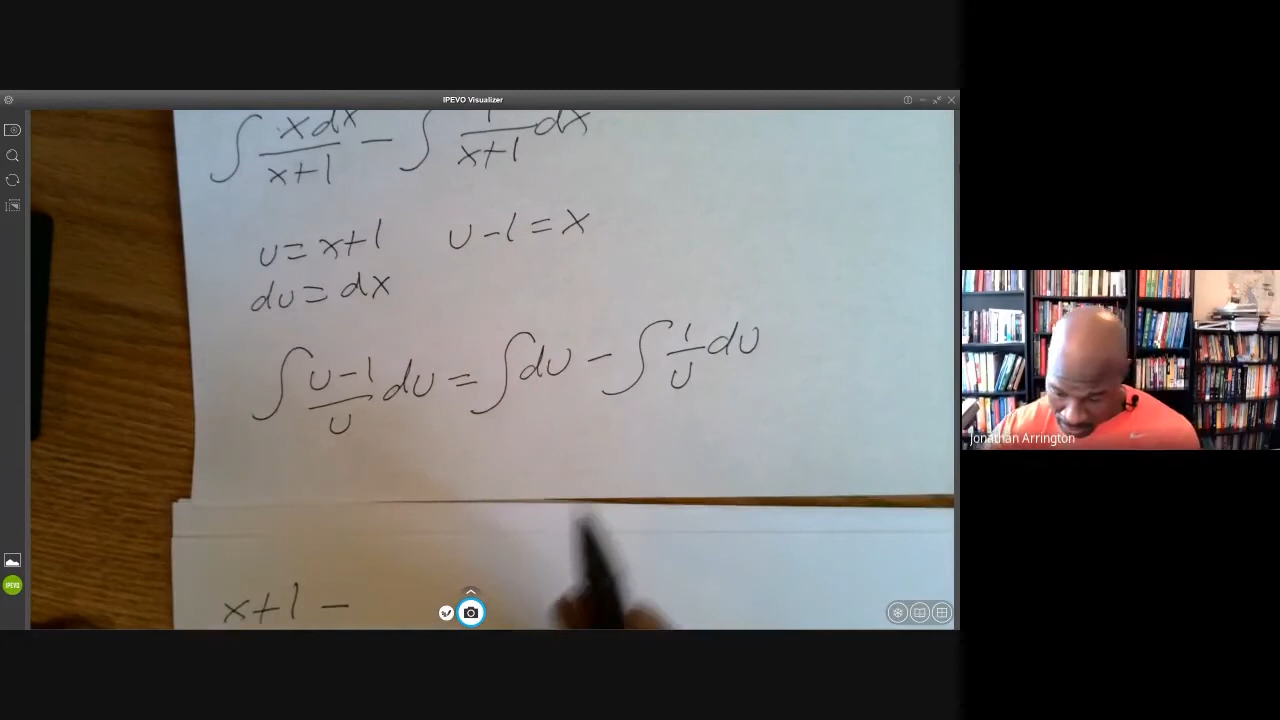 IPEVO Visualizer
∫ x dx / x+1 − ∫ 1 / x+1 dx
u = x+1 u − 1 = x
du = dx
∫ u−1 / u du = ∫ du − ∫ 1 / u du
x+1 −
IPEVO
Jonathan Arrington